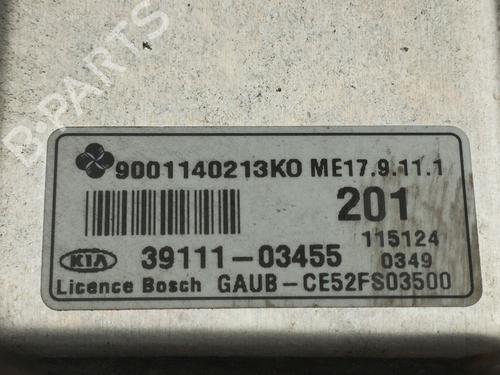 B-PARTS
9001140213KO ME17.9.11.1
201
115124
KIA 39111-03455 0349
Licence Bosch GAUB-CE52FS03500